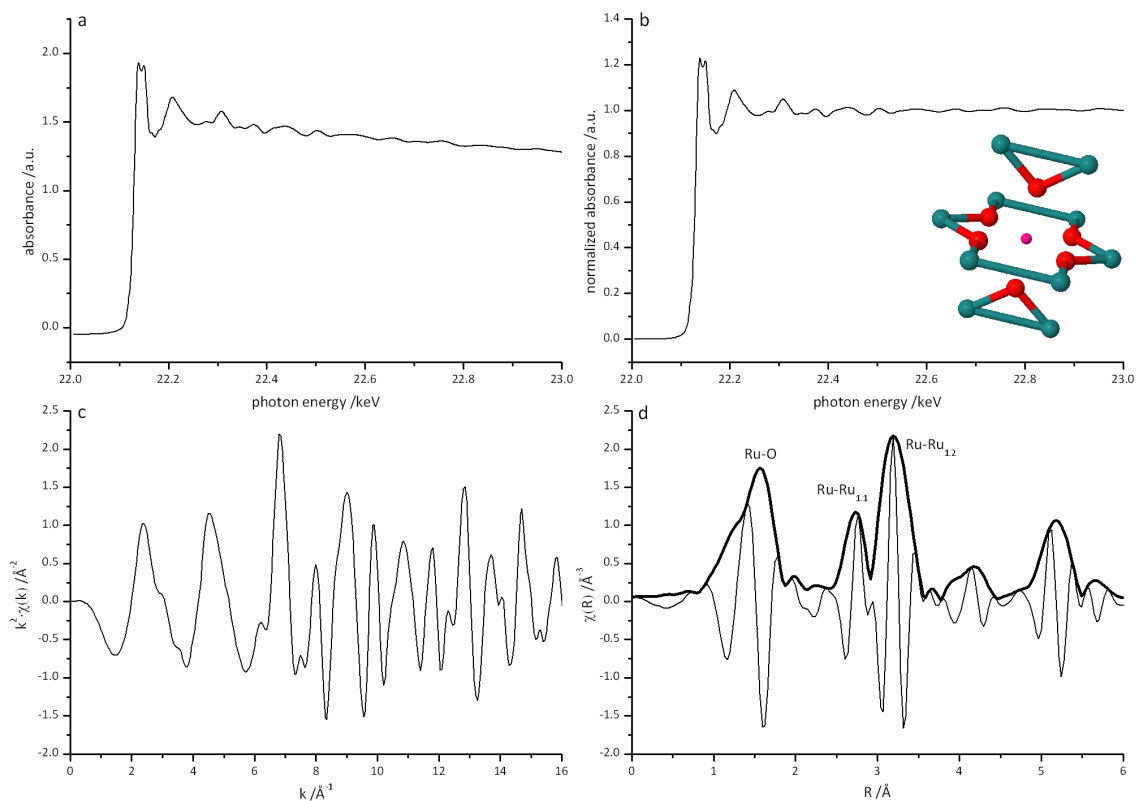 a
2.0
1.5
1.0
0.5
0.0
absorbance /a.u.
22.0 22.2 22.4 22.6 22.8 23.0
photon energy /keV
b
1.4
1.2
1.0
0.8
0.6
0.4
0.2
0.0
normalized absorbance /a.u.
22.0 22.2 22.4 22.6 22.8 23.0
photon energy /keV
c
2.5
2.0
1.5
1.0
0.5
0.0
-0.5
-1.0
-1.5
-2.0
k²·χ(k) /Å⁻²
0 2 4 6 8 10 12 14 16
k /Å⁻¹
d
2.5
2.0
1.5
1.0
0.5
0.0
-0.5
-1.0
-1.5
-2.0
χ(R) /Å⁻³
Ru-O
Ru-Ru₁.₁
Ru-Ru₁.₂
0 1 2 3 4 5 6
R /Å